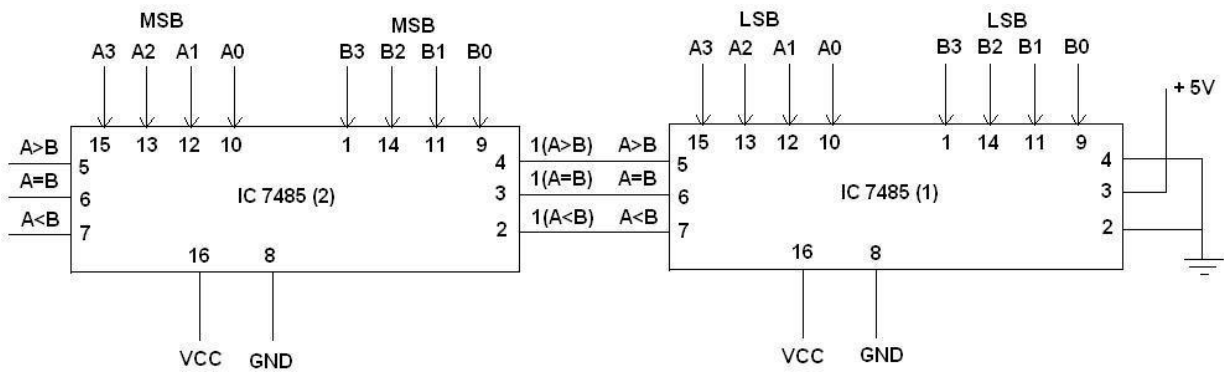 MSB MSB LSB LSB
A3 A2 A1 A0 B3 B2 B1 B0 A3 A2 A1 A0 B3 B2 B1 B0
+ 5V
15 13 12 10 1 14 11 9 15 13 12 10 1 14 11 9
A>B 5 4 1(A>B) A>B 5 4
A=B 6 IC 7485 (2) 3 1(A=B) A=B 6 IC 7485 (1) 3
A<B 7 2 1(A<B) A<B 7 2
16 8 16 8
VCC GND VCC GND